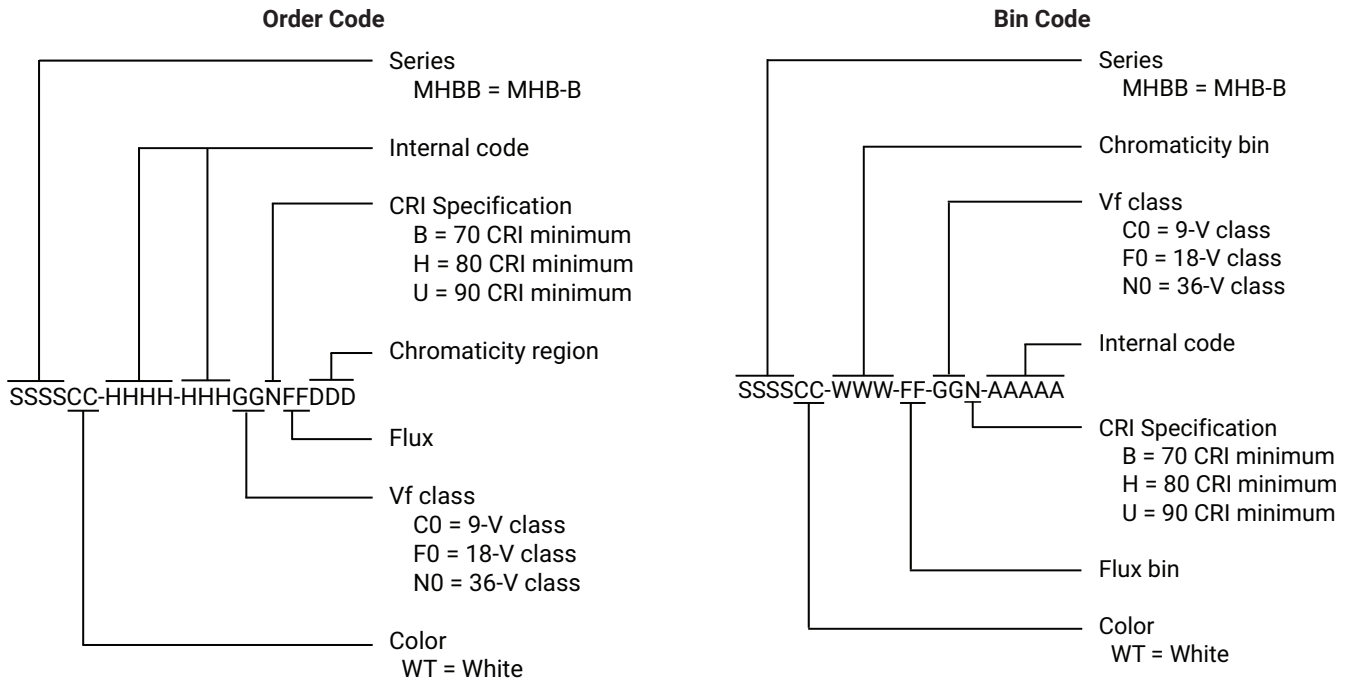 Order Code
Series
MHBB = MHB-B
Internal code
CRI Specification
B = 70 CRI minimum
H = 80 CRI minimum
U = 90 CRI minimum
Chromaticity region
SSSSCC-HHHH-HHHGGNFFDDD
Flux
Vf class
C0 = 9-V class
F0 = 18-V class
N0 = 36-V class
Color
WT = White
Bin Code
Series
MHBB = MHB-B
Chromaticity bin
Vf class
C0 = 9-V class
F0 = 18-V class
N0 = 36-V class
Internal code
SSSSCC-WWW-FF-GGN-AAAAA
CRI Specification
B = 70 CRI minimum
H = 80 CRI minimum
U = 90 CRI minimum
Flux bin
Color
WT = White